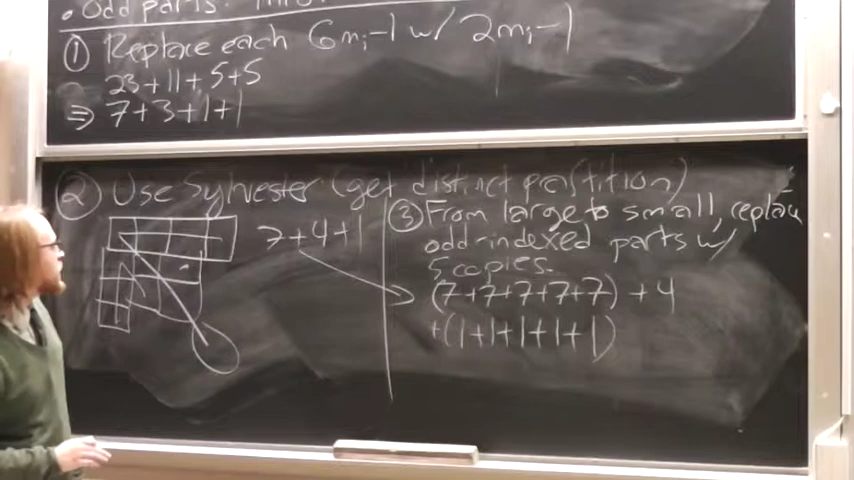 • Odd parts:
① Replace each 6mᵢ-1 w/ 2mᵢ-1
23+11+5+5
⇒ 7+3+1+1
② Use Sylvester (get distinct partition)
7+4+1
③ From large to small, replace
odd-indexed parts w/
5 copies.
(7+7+7+7+7)+4
+(1+1+1+1+1)